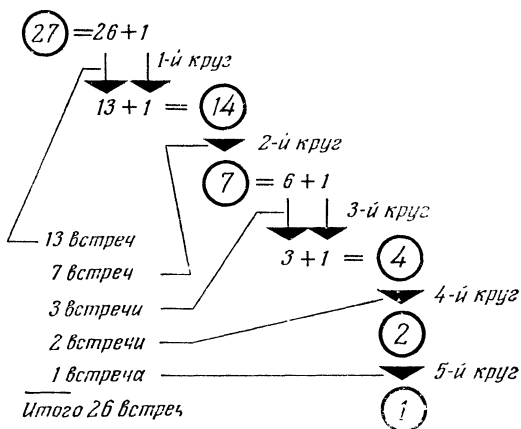 27 = 26 + 1
1-й круг
13 + 1 = 14
2-й круг
7 = 6 + 1
3-й круг
13 встреч
3 + 1 = 4
7 встреч
4-й круг
3 встречи
2
2 встречи
5-й круг
1 встреча
1
Итого 26 встреч